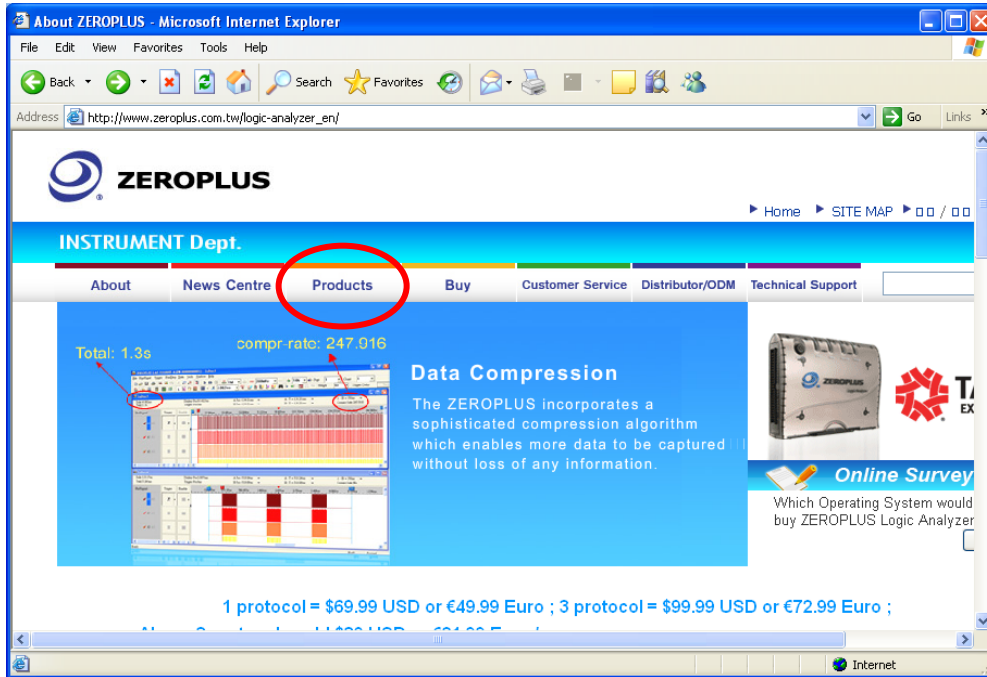 About ZEROPLUS - Microsoft Internet Explorer
File Edit View Favorites Tools Help
Back Search Favorites
Address http://www.zeroplus.com.tw/logic-analyzer_en/ Go Links
ZEROPLUS
Home SITE MAP /
INSTRUMENT Dept.
About News Centre Products Buy Customer Service Distributor/ODM Technical Support
Total: 1.3s
compr-rate: 247.916
Data Compression
The ZEROPLUS incorporates a
sophisticated compression algorithm
which enables more data to be captured
without loss of any information.
ZEROPLUS
Online Survey
Which Operating System would
buy ZEROPLUS Logic Analyzer
1 protocol = $69.99 USD or €49.99 Euro ; 3 protocol = $99.99 USD or €72.99 Euro ;
Internet